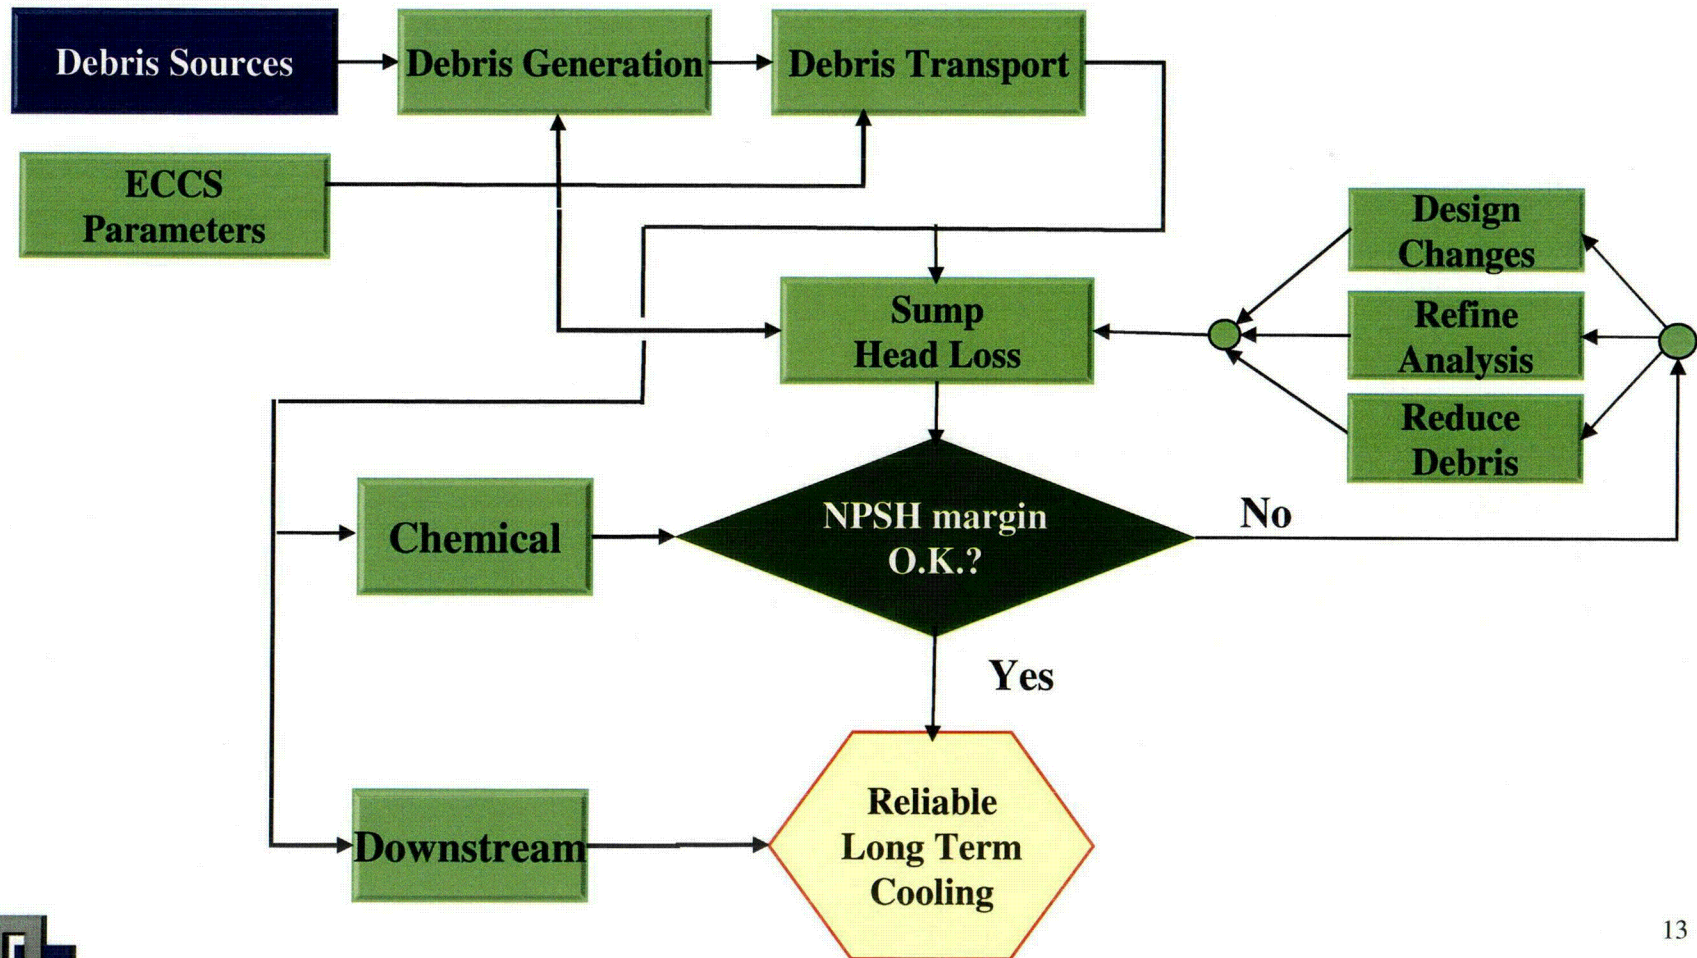 Debris Sources
Debris Generation
Debris Transport
ECCS
Parameters
Design
Changes
Sump
Head Loss
Refine
Analysis
Reduce
Debris
Chemical
NPSH margin
O.K.?
No
Yes
Downstream
Reliable
Long Term
Cooling
13